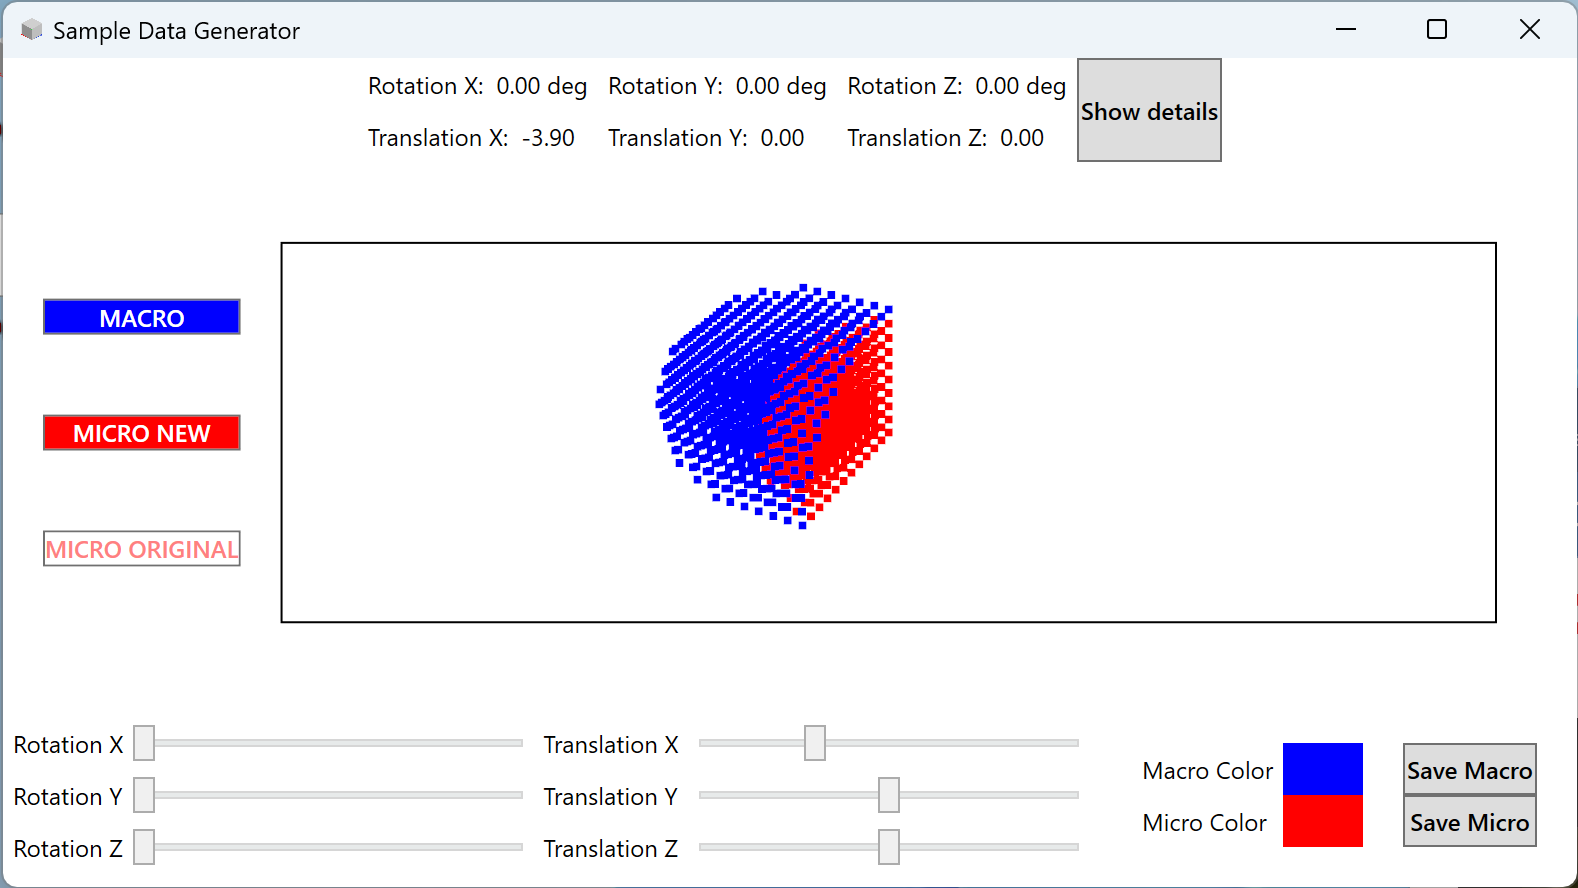 Sample Data Generator
Rotation X: 0.00 deg Rotation Y: 0.00 deg Rotation Z: 0.00 deg
Translation X: -3.90 Translation Y: 0.00 Translation Z: 0.00
Show details
MACRO
MICRO NEW
MICRO ORIGINAL
Rotation X
Rotation Y
Rotation Z
Translation X
Translation Y
Translation Z
Macro Color
Micro Color
Save Macro
Save Micro